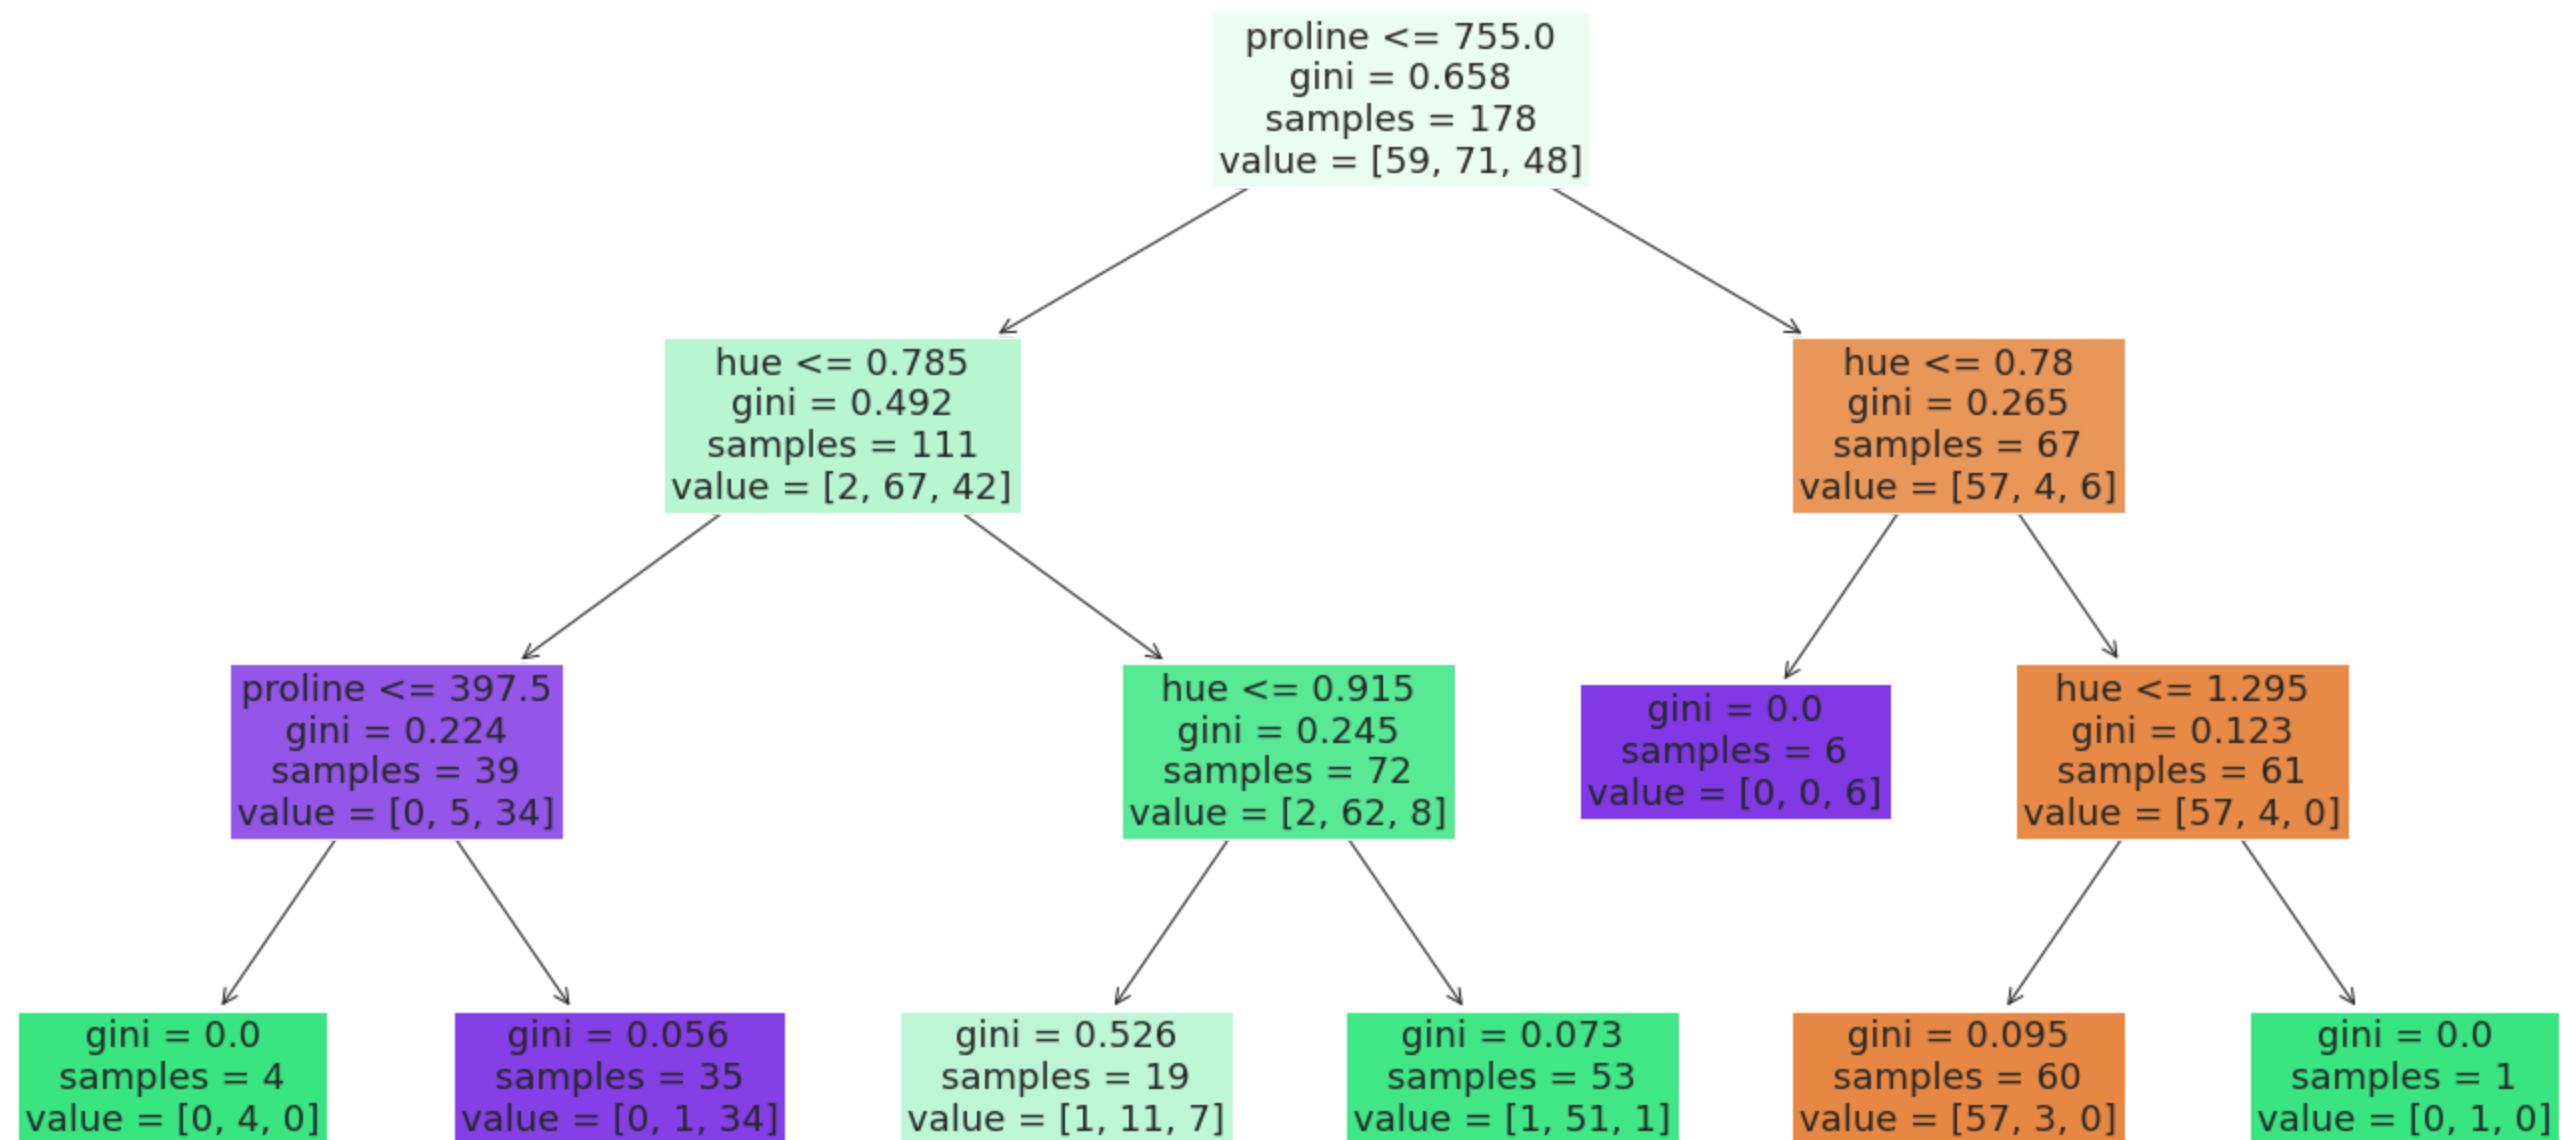 proline <= 755.0
gini = 0.658
samples = 178
value = [59, 71, 48]
hue <= 0.785
gini = 0.492
samples = 111
value = [2, 67, 42]
hue <= 0.78
gini = 0.265
samples = 67
value = [57, 4, 6]
proline <= 397.5
gini = 0.224
samples = 39
value = [0, 5, 34]
hue <= 0.915
gini = 0.245
samples = 72
value = [2, 62, 8]
gini = 0.0
samples = 6
value = [0, 0, 6]
hue <= 1.295
gini = 0.123
samples = 61
value = [57, 4, 0]
gini = 0.0
samples = 4
value = [0, 4, 0]
gini = 0.056
samples = 35
value = [0, 1, 34]
gini = 0.526
samples = 19
value = [1, 11, 7]
gini = 0.073
samples = 53
value = [1, 51, 1]
gini = 0.095
samples = 60
value = [57, 3, 0]
gini = 0.0
samples = 1
value = [0, 1, 0]